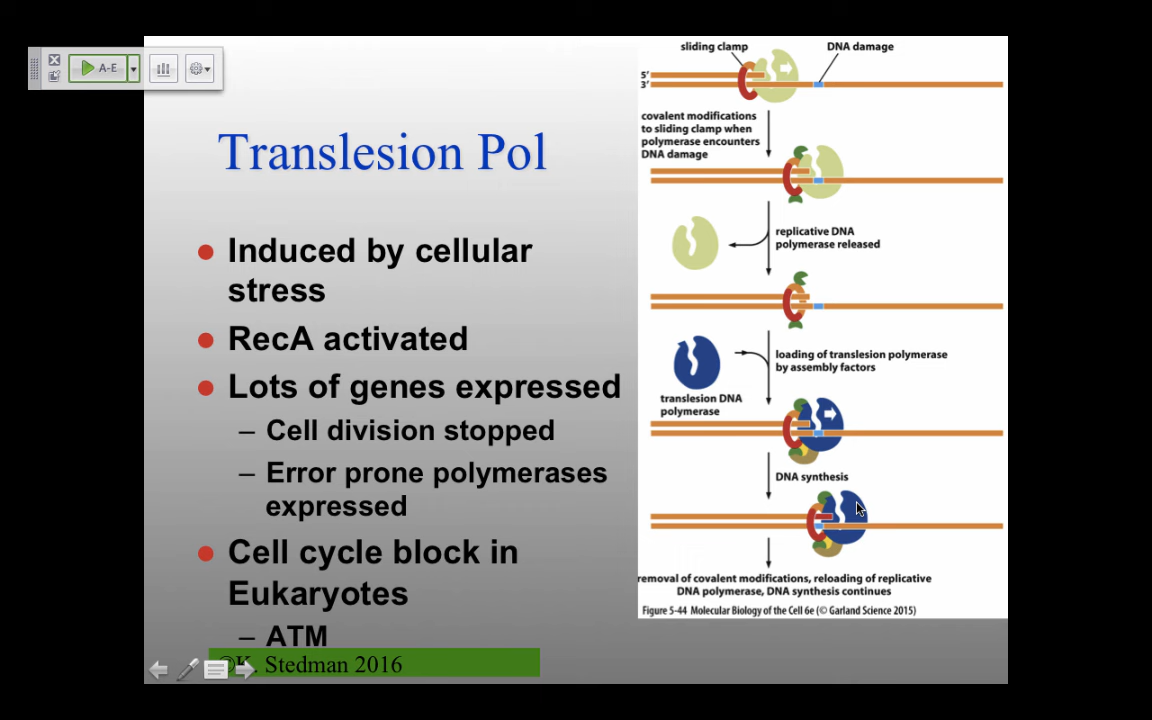 A-E
Translesion Pol
Induced by cellular
stress
RecA activated
Lots of genes expressed
– Cell division stopped
– Error prone polymerases
expressed
Cell cycle block in
Eukaryotes
– ATM
©K. Stedman 2016
sliding clamp
DNA damage
5'
3'
covalent modifications
to sliding clamp when
polymerase encounters
DNA damage
replicative DNA
polymerase released
loading of translesion polymerase
by assembly factors
translesion DNA
polymerase
DNA synthesis
removal of covalent modifications, reloading of replicative
DNA polymerase, DNA synthesis continues
Figure 5-44 Molecular Biology of the Cell 6e (© Garland Science 2015)